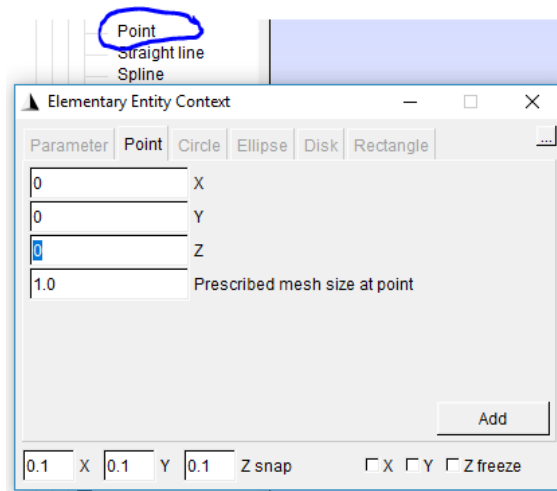 Point
Straight line
Spline
Elementary Entity Context
Parameter Point Circle Ellipse Disk Rectangle ...
0 X
0 Y
0 Z
1.0 Prescribed mesh size at point
Add
0.1 X 0.1 Y 0.1 Z snap X Y Z freeze